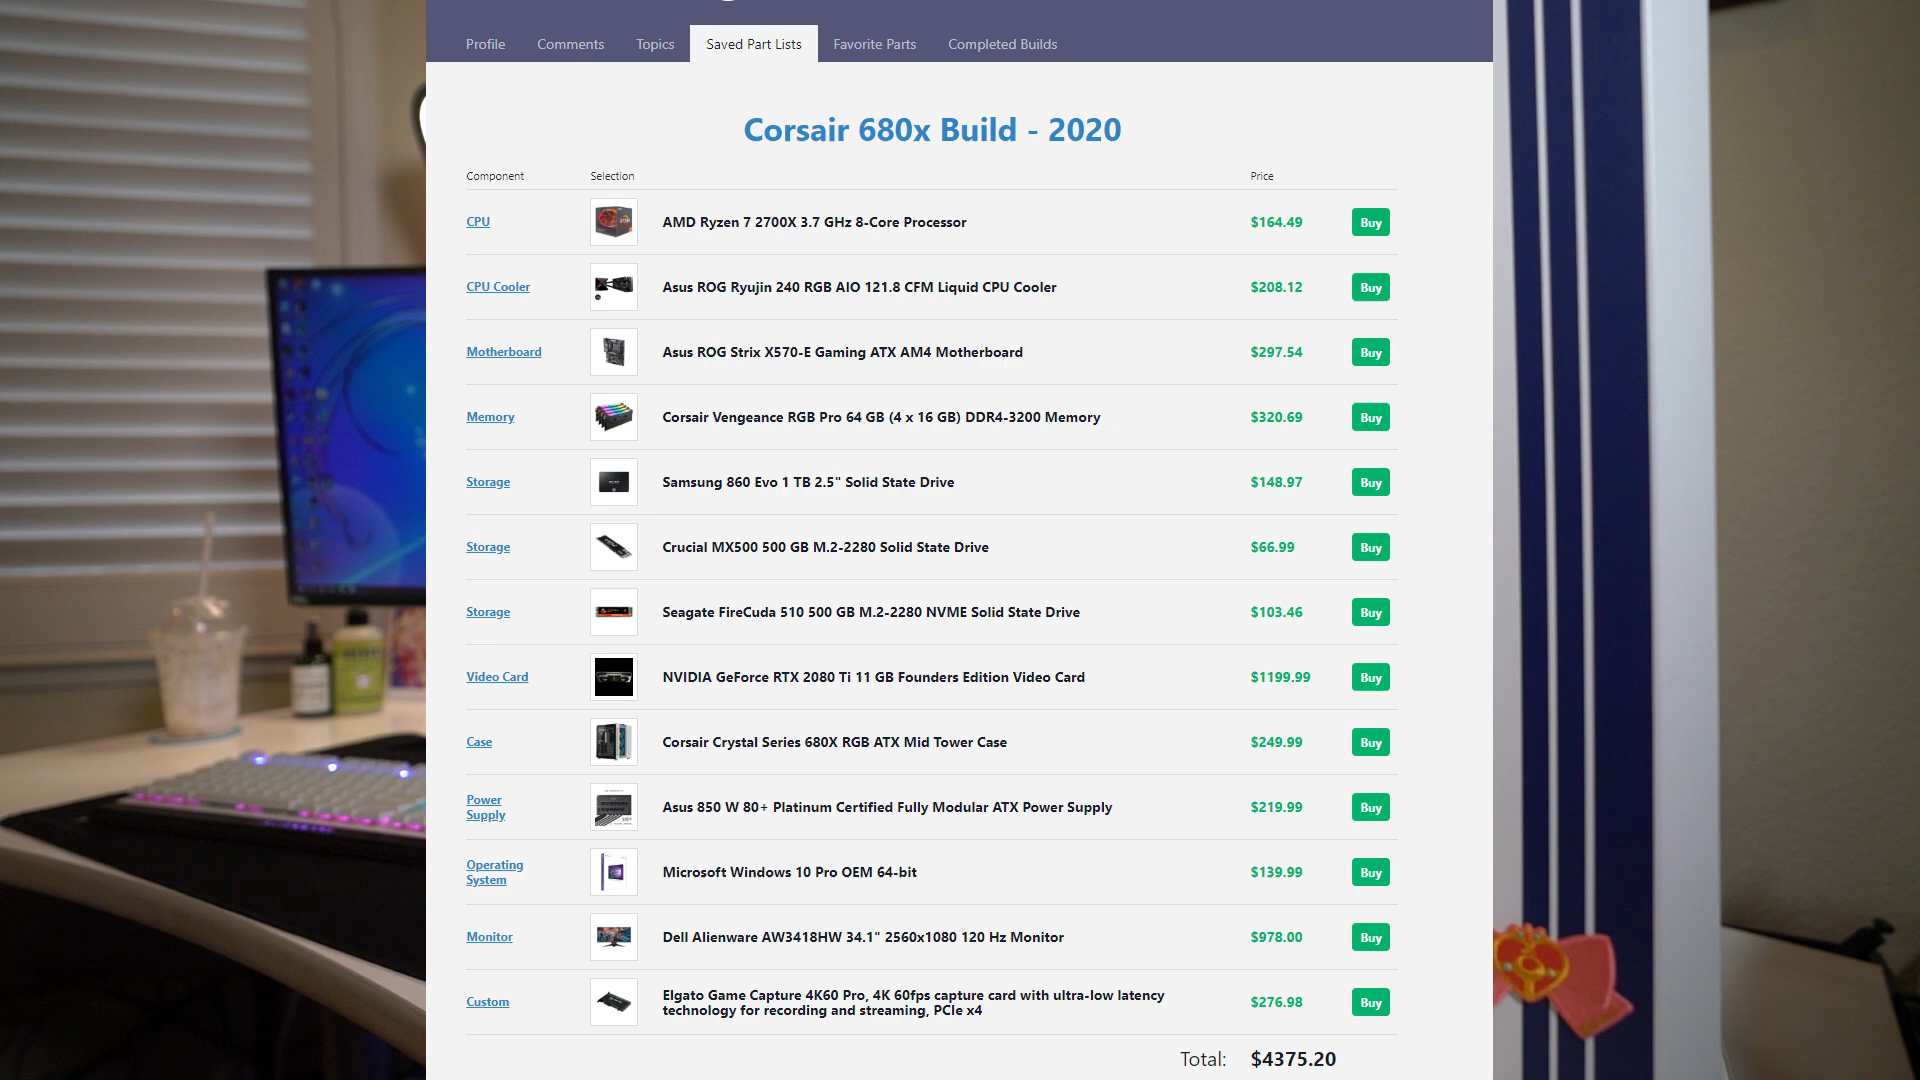 Profile Comments Topics Saved Part Lists Favorite Parts Completed Builds
Corsair 680x Build - 2020
Component Selection Price
CPU AMD Ryzen 7 2700X 3.7 GHz 8-Core Processor $164.49 Buy
CPU Cooler Asus ROG Ryujin 240 RGB AIO 121.8 CFM Liquid CPU Cooler $208.12 Buy
Motherboard Asus ROG Strix X570-E Gaming ATX AM4 Motherboard $297.54 Buy
Memory Corsair Vengeance RGB Pro 64 GB (4 x 16 GB) DDR4-3200 Memory $320.69 Buy
Storage Samsung 860 Evo 1 TB 2.5" Solid State Drive $148.97 Buy
Storage Crucial MX500 500 GB M.2-2280 Solid State Drive $66.99 Buy
Storage Seagate FireCuda 510 500 GB M.2-2280 NVME Solid State Drive $103.46 Buy
Video Card NVIDIA GeForce RTX 2080 Ti 11 GB Founders Edition Video Card $1199.99 Buy
Case Corsair Crystal Series 680X RGB ATX Mid Tower Case $249.99 Buy
Power
Supply Asus 850 W 80+ Platinum Certified Fully Modular ATX Power Supply $219.99 Buy
Operating
System Microsoft Windows 10 Pro OEM 64-bit $139.99 Buy
Monitor Dell Alienware AW3418HW 34.1" 2560x1080 120 Hz Monitor $978.00 Buy
Custom Elgato Game Capture 4K60 Pro, 4K 60fps capture card with ultra-low latency
technology for recording and streaming, PCIe x4 $276.98 Buy
Total: $4375.20